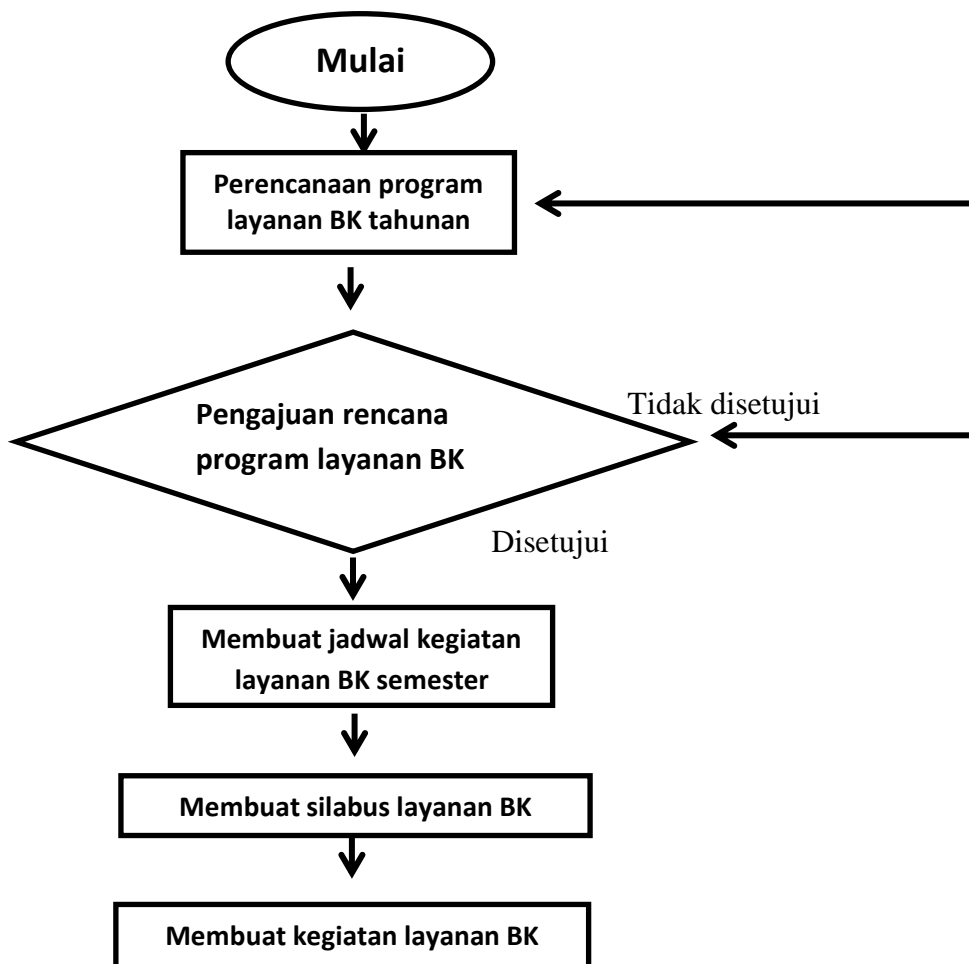 Mulai
Perencanaan program
layanan BK tahunan
Pengajuan rencana
program layanan BK
Tidak disetujui
Disetujui
Membuat jadwal kegiatan
layanan BK semester
Membuat silabus layanan BK
Membuat kegiatan layanan BK